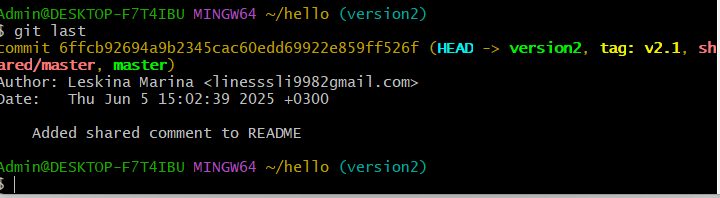 Admin@DESKTOP-F7T4IBU MINGW64 ~/hello (version2)
$ git last
commit 6ffcb92694a9b2345cac60edd69922e859ff526f (HEAD -> version2, tag: v2.1, sh
ared/master, master)
Author: Leskina Marina <linesssli9982gmail.com>
Date:   Thu Jun 5 15:02:39 2025 +0300
    Added shared comment to README
Admin@DESKTOP-F7T4IBU MINGW64 ~/hello (version2)
$